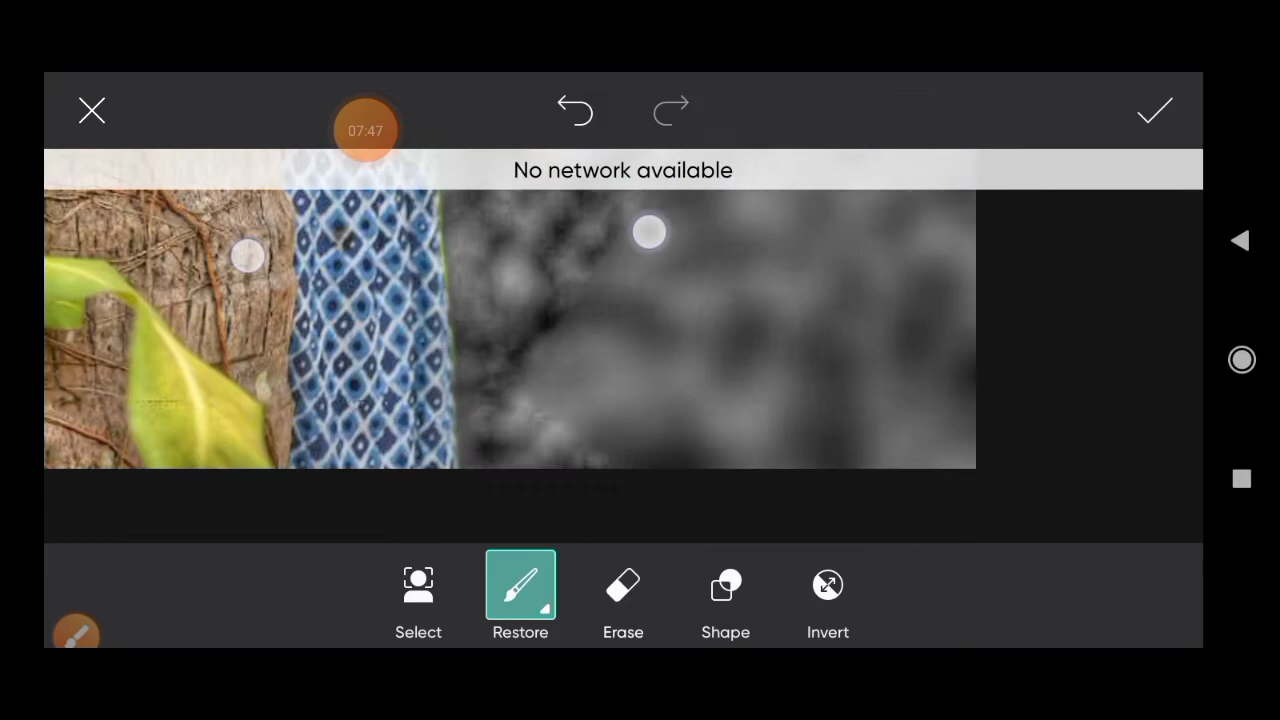 07:47
No network available
Select
Restore
Erase
Shape
Invert